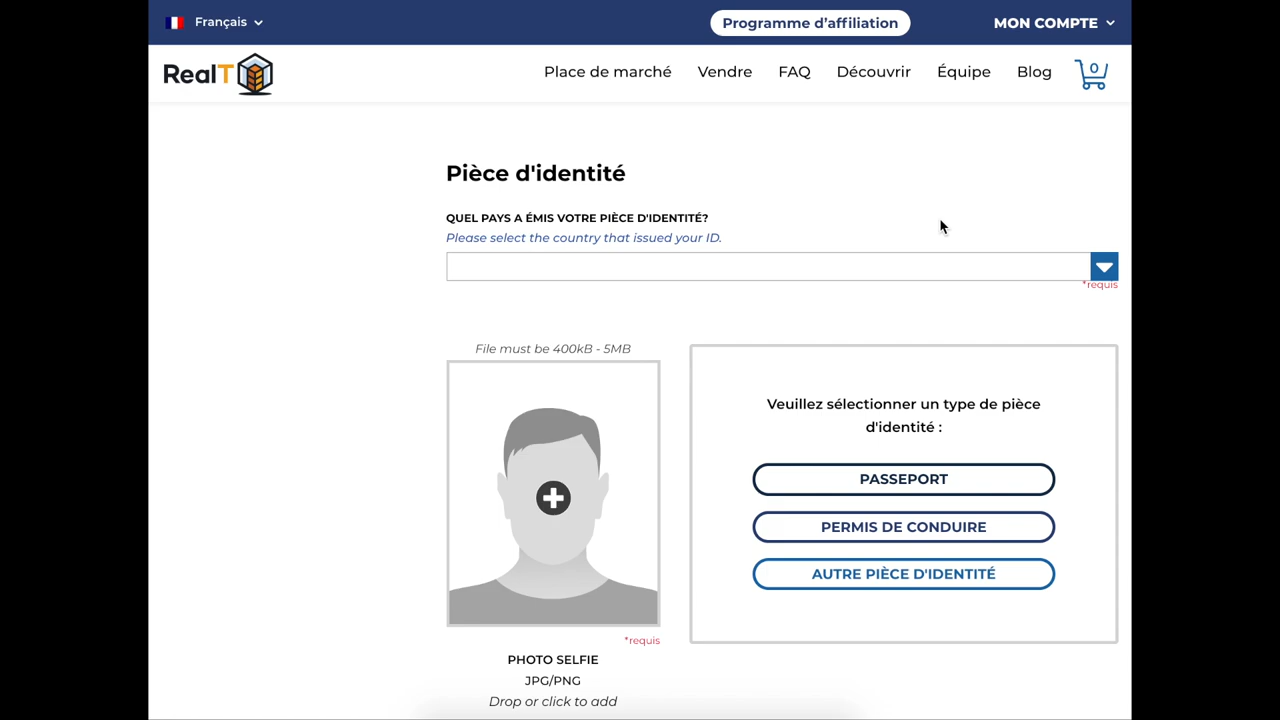 Français
Programme d’affiliation
MON COMPTE
RealT
Place de marché
Vendre
FAQ
Découvrir
Équipe
Blog
0
Pièce d'identité
QUEL PAYS A ÉMIS VOTRE PIÈCE D'IDENTITÉ?
Please select the country that issued your ID.
*requis
File must be 400kB - 5MB
*requis
PHOTO SELFIE
JPG/PNG
Drop or click to add
Veuillez sélectionner un type de pièce
d'identité :
PASSEPORT
PERMIS DE CONDUIRE
AUTRE PIÈCE D'IDENTITÉ